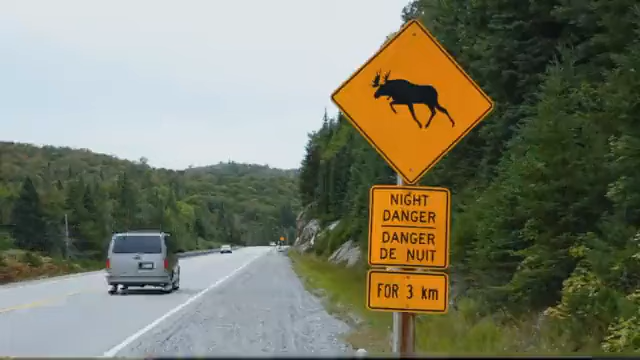 NIGHT
DANGER
DANGER
DE NUIT
FOR 3 km